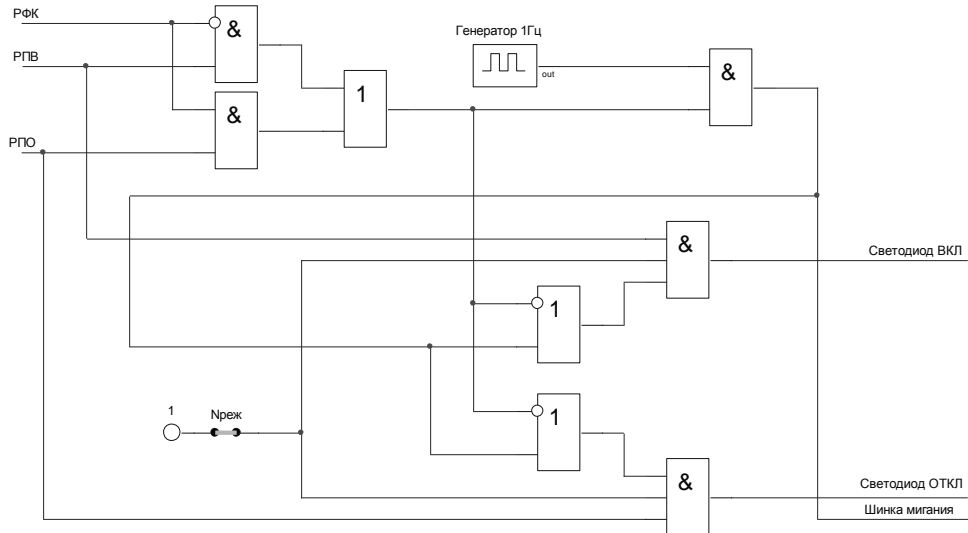 РФК
&
Генератор 1Гц
РПВ
&
out
1
&
РПО
&
Светодиод ВКЛ
1
1
1
Nреж
&
Светодиод ОТКЛ
Шинка мигания